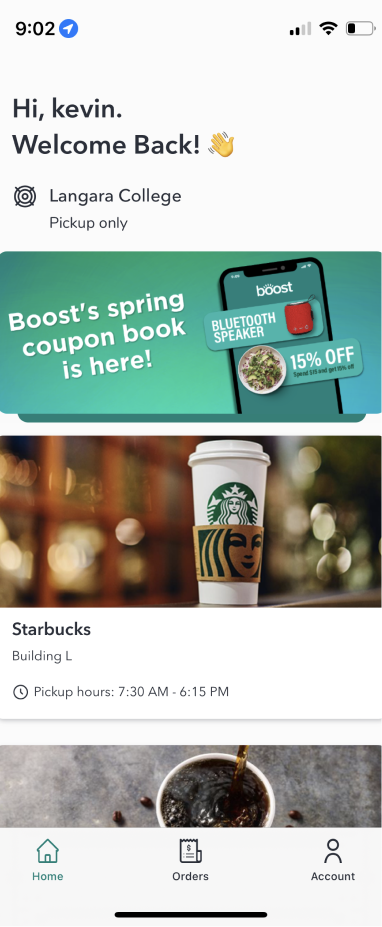 9:02
Hi, kevin.
Welcome Back! 👋
Langara College
Pickup only
Boost's spring
coupon book
is here!
boost
BLUETOOTH
SPEAKER
15% OFF
Spend $15 and get 15% off
Starbucks
Building L
Pickup hours: 7:30 AM - 6:15 PM
Home
Orders
Account